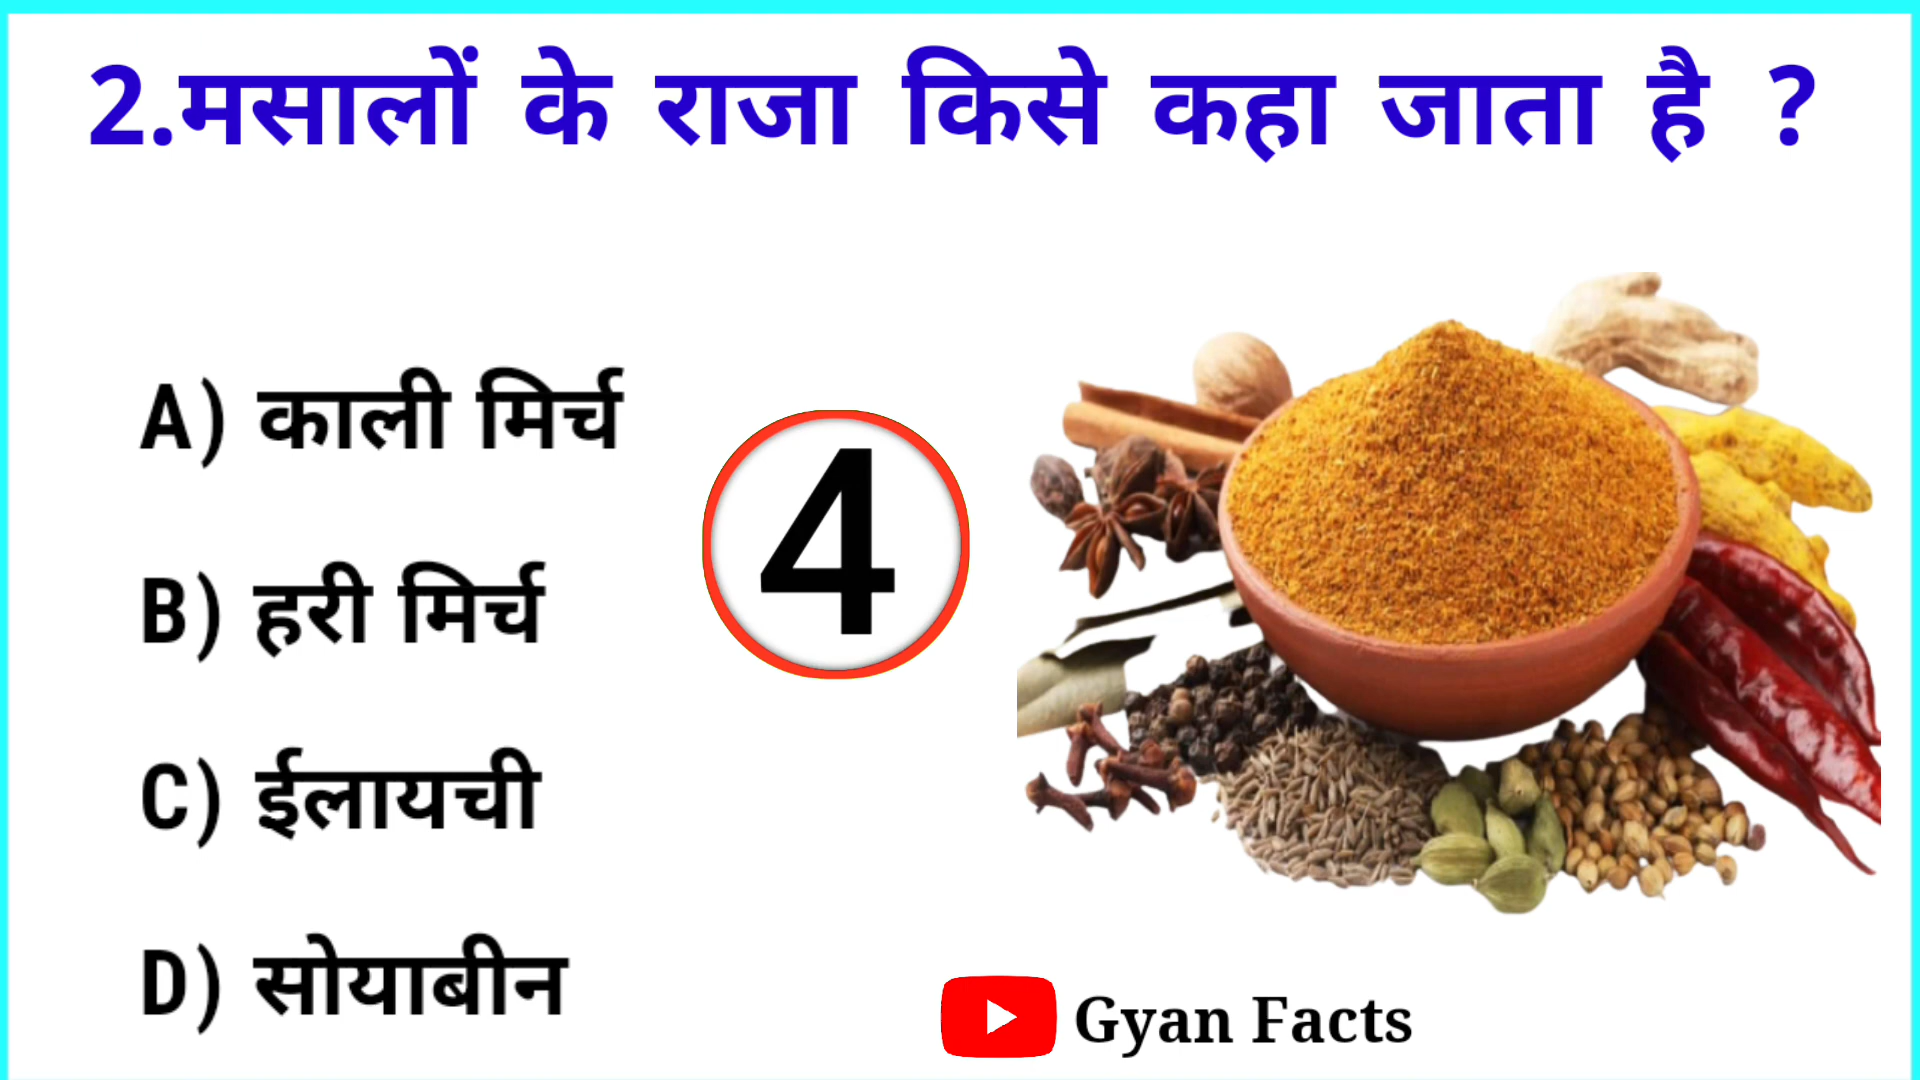 2.मसालों के राजा किसे कहा जाता है ?
A) काली मिर्च
4
B) हरी मिर्च
C) ईलायची
D) सोयाबीन
Gyan Facts